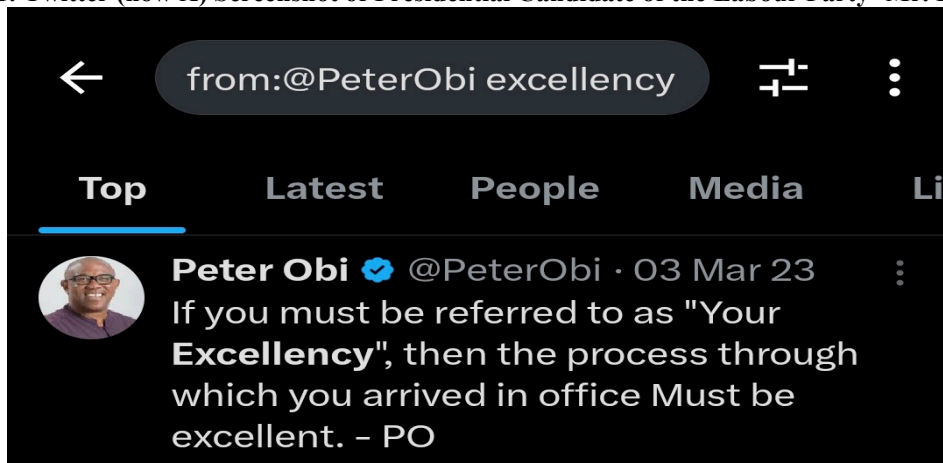 from:@PeterObi excellency
Top Latest People Media Li
Peter Obi @PeterObi · 03 Mar 23
If you must be referred to as "Your
Excellency", then the process through
which you arrived in office Must be
excellent. – PO